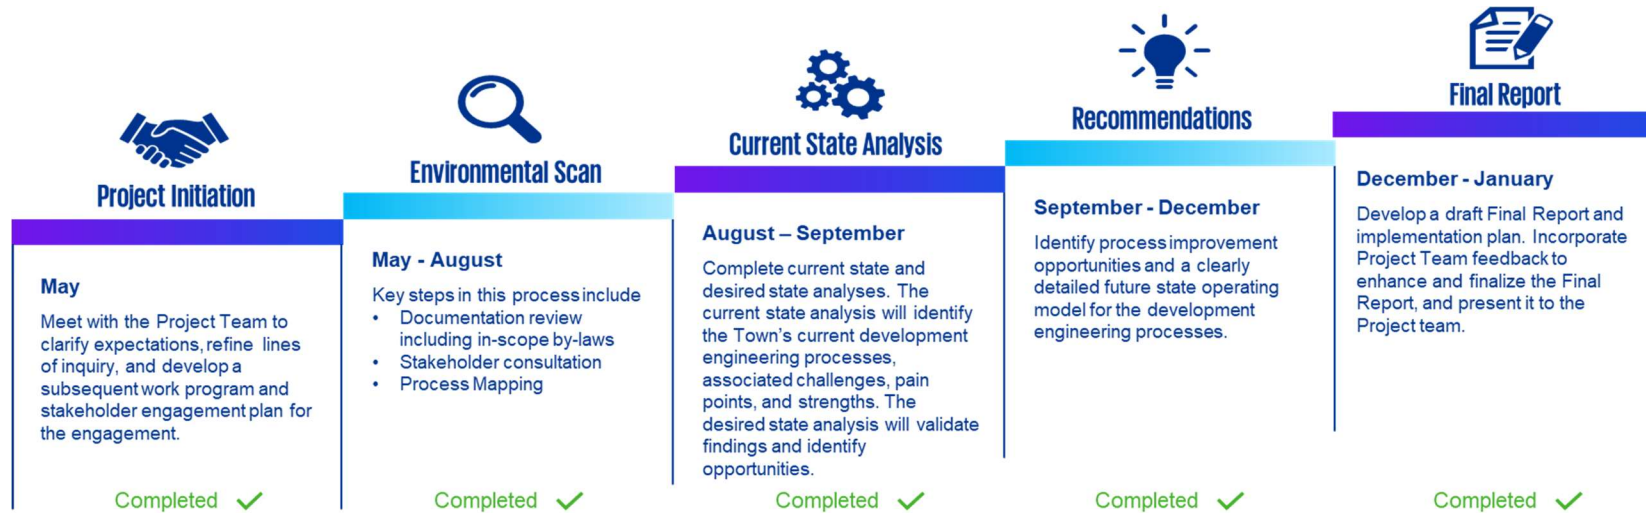 Project Initiation
May
Meet with the Project Team to
clarify expectations, refine lines
of inquiry, and develop a
subsequent work program and
stakeholder engagement plan for
the engagement.
Completed
Environmental Scan
May - August
Key steps in this process include
• Documentation review
including in-scope by-laws
• Stakeholder consultation
• Process Mapping
Completed
Current State Analysis
August – September
Complete current state and
desired state analyses. The
current state analysis will identify
the Town's current development
engineering processes,
associated challenges, pain
points, and strengths. The
desired state analysis will validate
findings and identify
opportunities.
Completed
Recommendations
September - December
Identify process improvement
opportunities and a clearly
detailed future state operating
model for the development
engineering processes.
Completed
Final Report
December - January
Develop a draft Final Report and
implementation plan. Incorporate
Project Team feedback to
enhance and finalize the Final
Report, and present it to the
Project team.
Completed